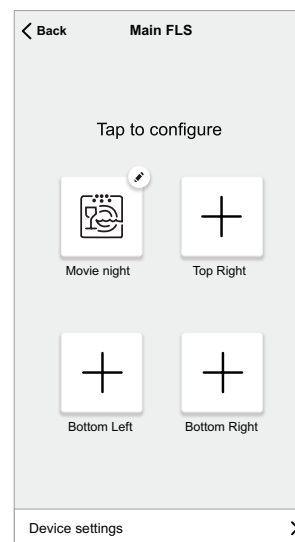 Back
Main FLS
Tap to configure
Movie night
Top Right
Bottom Left
Bottom Right
Device settings